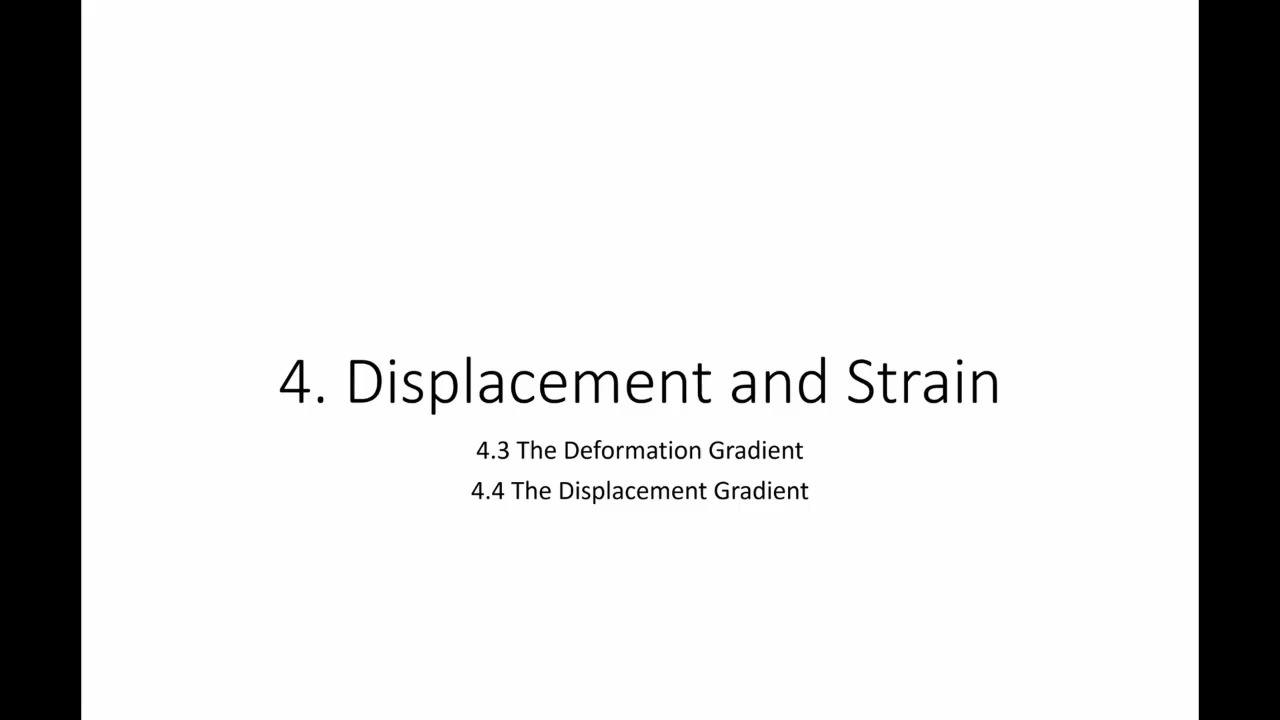 4. Displacement and Strain
4.3 The Deformation Gradient
4.4 The Displacement Gradient